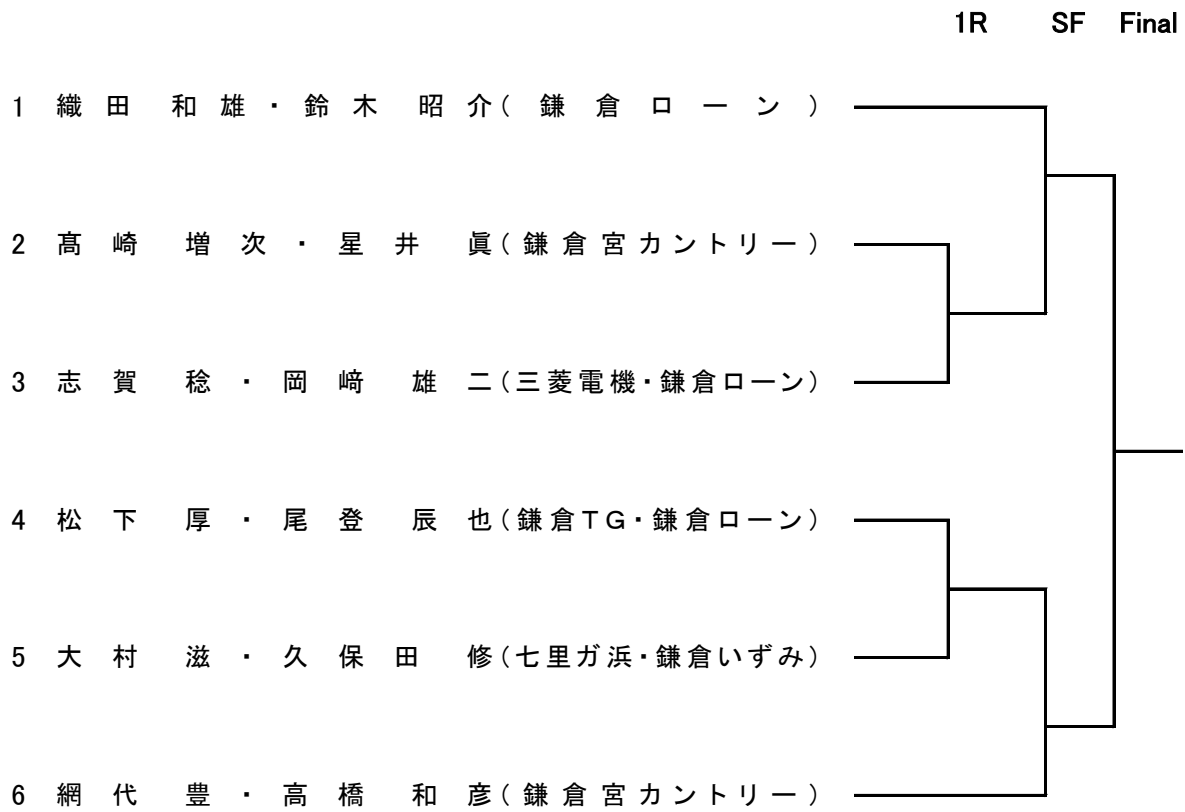 1R SF Final
1 織田 和雄・鈴木 昭介(鎌倉ローン)
2 髙崎 増次・星井 眞(鎌倉宮カントリー)
3 志賀 稔・岡﨑 雄二(三菱電機・鎌倉ローン)
4 松下 厚・尾登 辰也(鎌倉TG・鎌倉ローン)
5 大村 滋・久保田 修(七里ガ浜・鎌倉いずみ)
6 網代 豊・高橋 和彦(鎌倉宮カントリー)